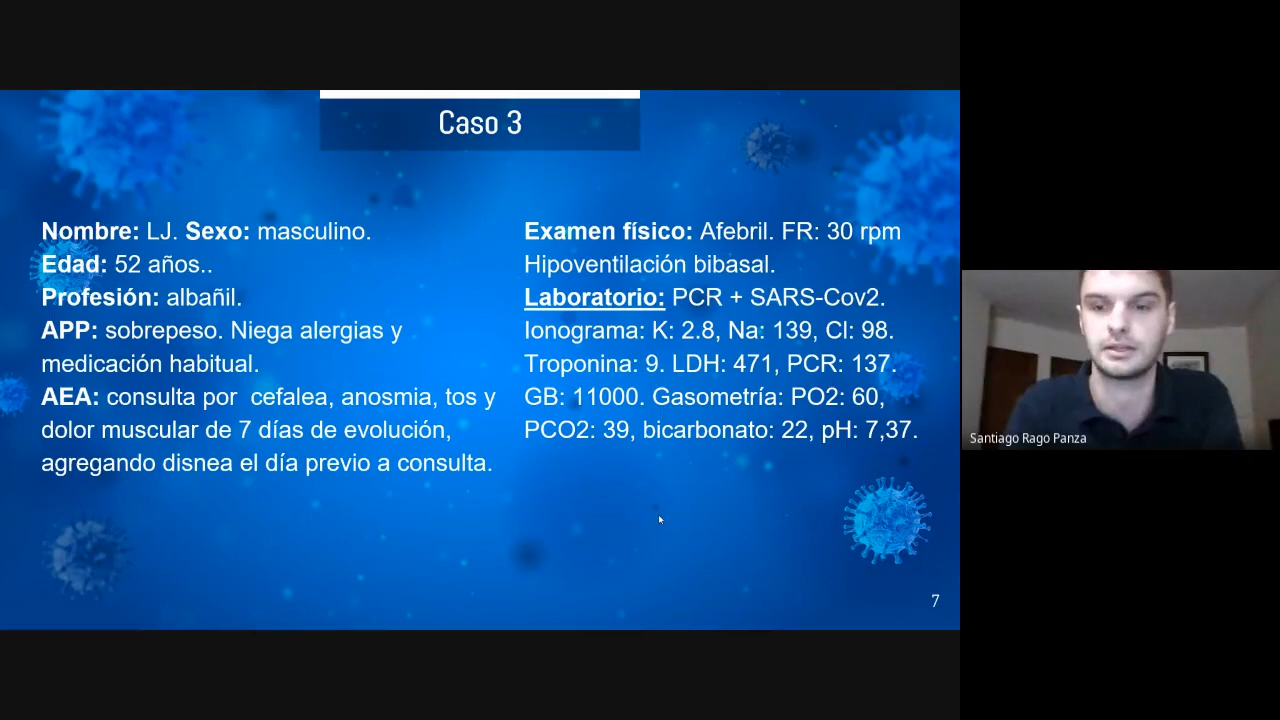 Caso 3
Nombre: LJ. Sexo: masculino.
Edad: 52 años..
Profesión: albañil.
APP: sobrepeso. Niega alergias y
medicación habitual.
AEA: consulta por  cefalea, anosmia, tos y
dolor muscular de 7 días de evolución,
agregando disnea el día previo a consulta.
Examen físico: Afebril. FR: 30 rpm
Hipoventilación bibasal.
Laboratorio: PCR + SARS-Cov2.
Ionograma: K: 2.8, Na: 139, Cl: 98.
Troponina: 9. LDH: 471, PCR: 137.
GB: 11000. Gasometría: PO2: 60,
PCO2: 39, bicarbonato: 22, pH: 7,37.
7
Santiago Rago Panza